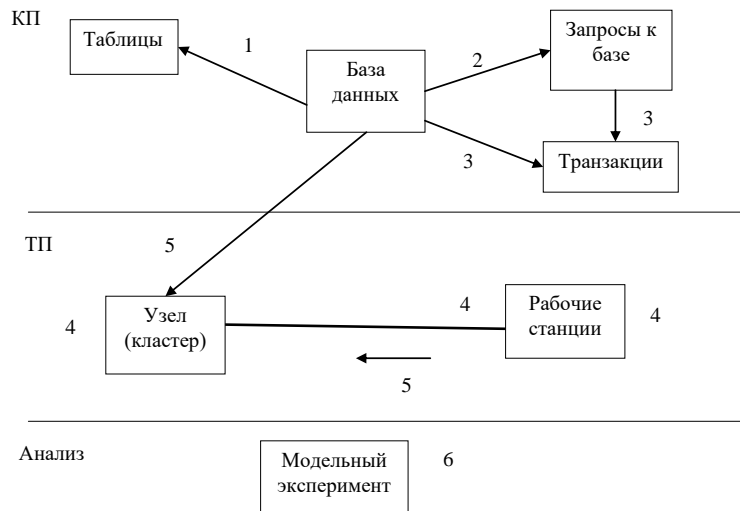 КП
Таблицы
1
База
данных
2
Запросы к
базе
3
3
Транзакции
ТП
5
4
Узел
(кластер)
4
Рабочие
станции
4
5
Анализ
Модельный
эксперимент
6